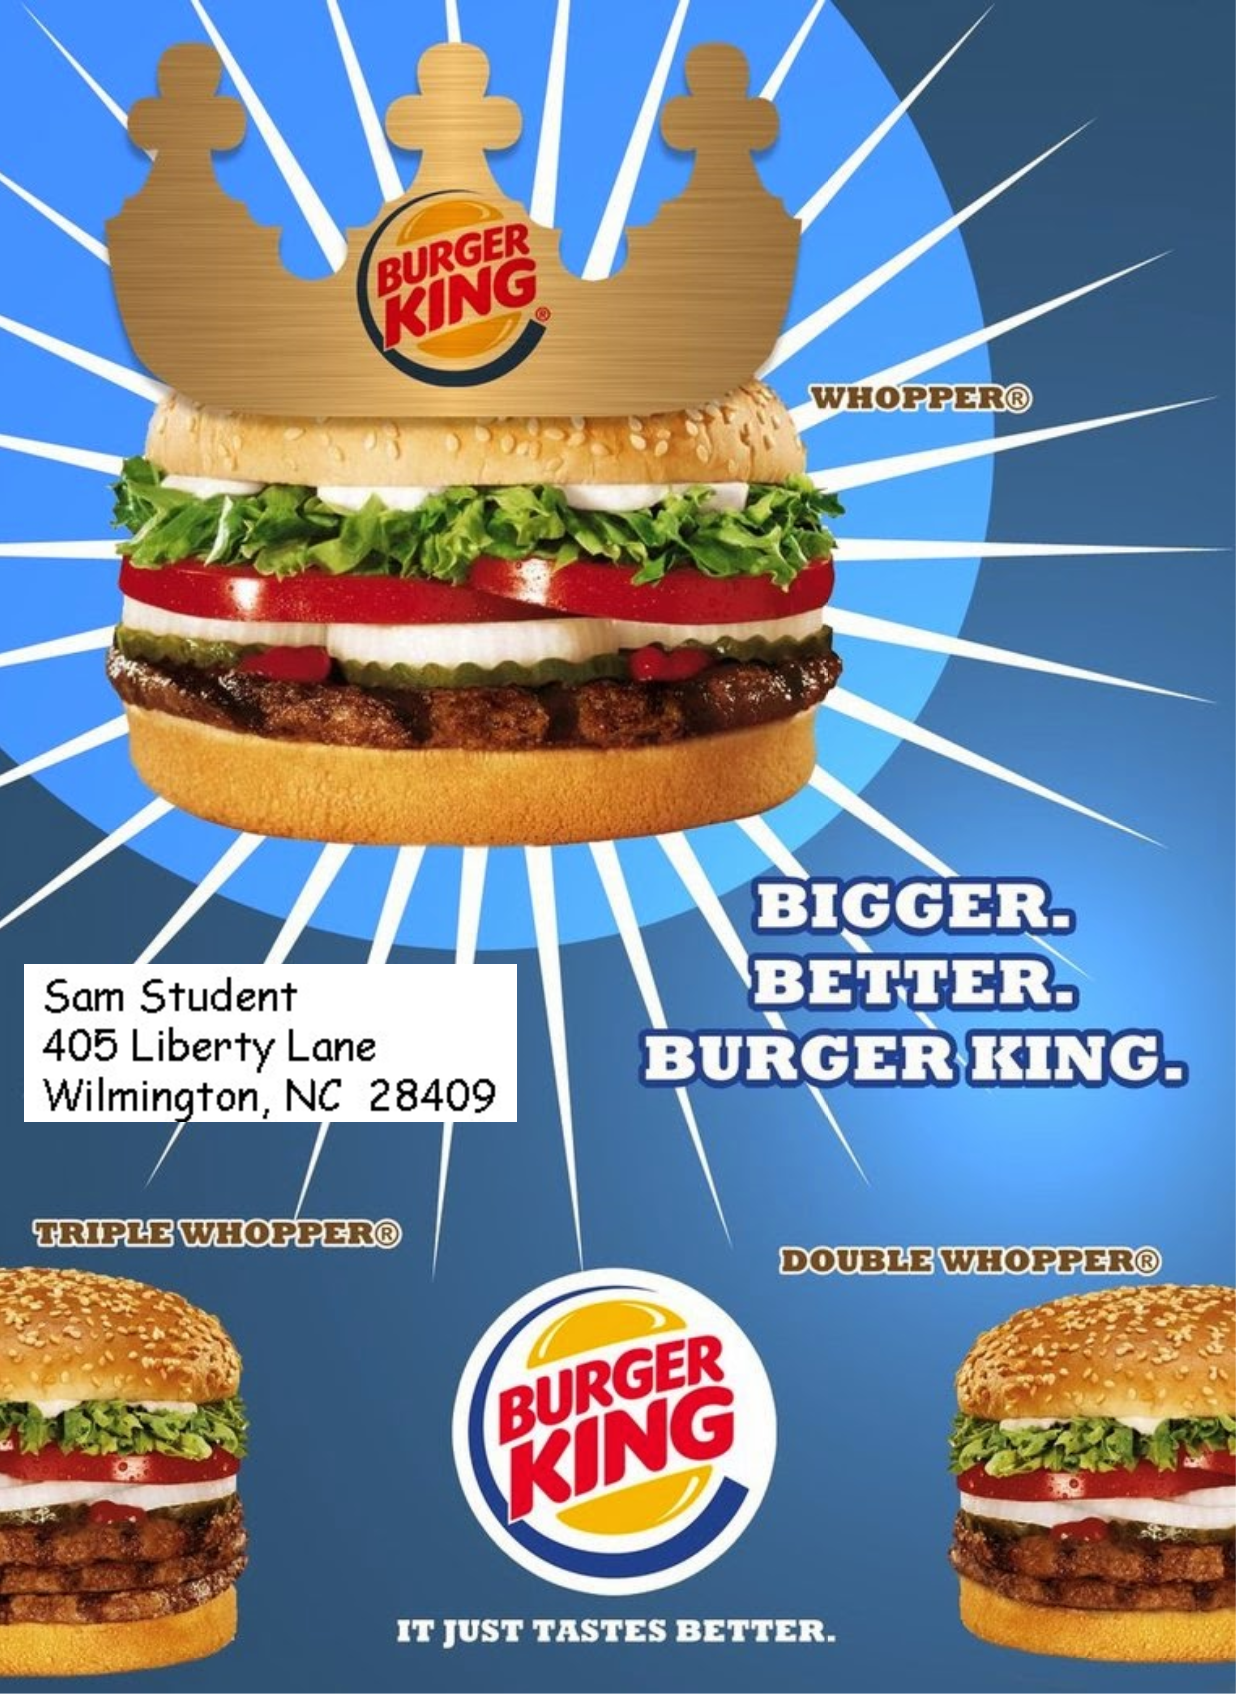 BURGER
KING®
WHOPPER®
BIGGER.
BETTER.
BURGER KING.
Sam Student
405 Liberty Lane
Wilmington, NC  28409
TRIPLE WHOPPER®
DOUBLE WHOPPER®
BURGER
KING
IT JUST TASTES BETTER.